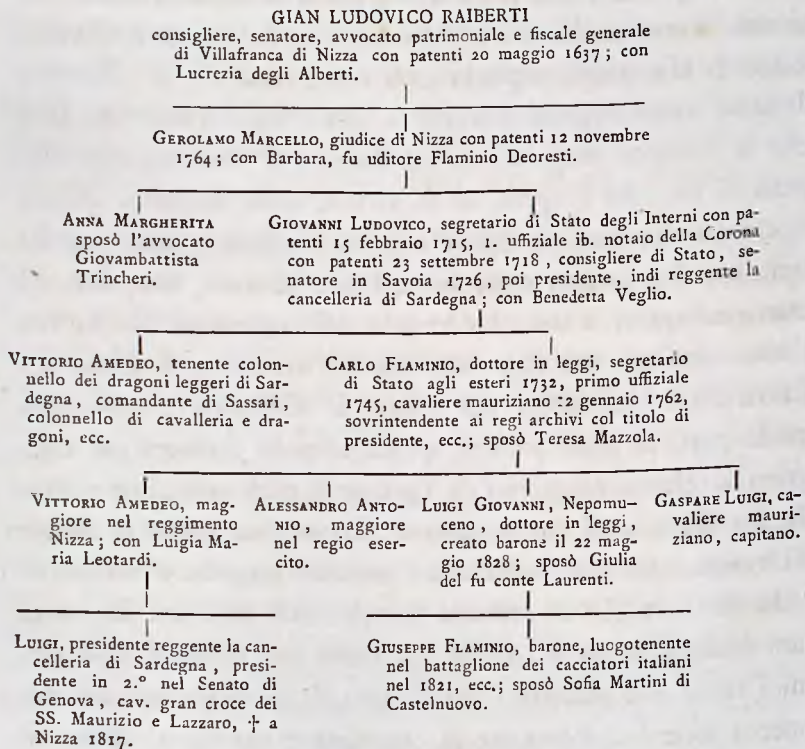 GIAN LUDOVICO RAIBERTI
consigliere, senatore, avvocato patrimoniale e fiscale generale
di Villafranca di Nizza con patenti 20 maggio 1637; con
Lucrezia degli Alberti.
GEROLAMO MARCELLO, giudice di Nizza con patenti 12 novembre
1764; con Barbara, fu uditore Flaminio Deoresti.
ANNA MARGHERITA
sposò l'avvocato
Giovambattista
Trincheri.
GIOVANNI LUDOVICO, segretario di Stato degli Interni con pa-
tenti 15 febbraio 1715, 1. uffiziale ib. notaio della Corona
con patenti 23 settembre 1718, consigliere di Stato, se-
natore in Savoia 1726, poi presidente, indi reggente la
cancelleria di Sardegna; con Benedetta Veglio.
VITTORIO AMEDEO, tenente colon-
nello dei dragoni leggeri di Sar-
degna, comandante di Sassari,
colonnello di cavalleria e dra-
goni, ecc.
CARLO FLAMINIO, dottore in leggi, segretario
di Stato agli esteri 1732, primo uffiziale
1745, cavaliere mauriziano :2 gennaio 1762,
sovrintendente ai regi archivi col titolo di
presidente, ecc.; sposò Teresa Mazzola.
VITTORIO AMEDEO, mag-
giore nel reggimento
Nizza; con Luigia Ma-
ria Leotardi.
ALESSANDRO ANTO-
NIO, maggiore
nel regio eser-
cito.
LUIGI GIOVANNI, Nepomu-
ceno, dottore in leggi,
creato barone il 22 mag-
gio 1828; sposò Giulia
del fu conte Laurenti.
GASPARE LUIGI, ca-
valiere mauri-
ziano, capitano.
LUIGI, presidente reggente la can-
celleria di Sardegna, presi-
dente in 2.° nel Senato di
Genova, cav. gran croce dei
SS. Maurizio e Lazzaro, † a
Nizza 1817.
GIUSEPPE FLAMINIO, barone, luogotenente
nel battaglione dei cacciatori italiani
nel 1821, ecc.; sposò Sofia Martini di
Castelnuovo.